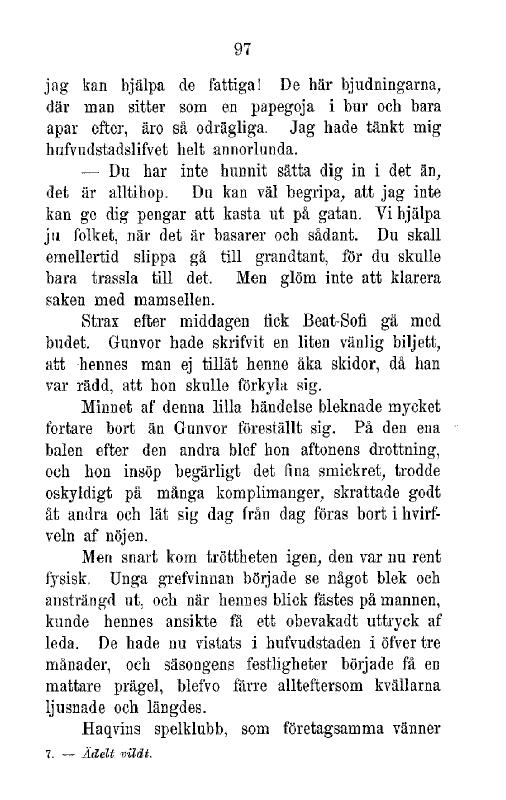 97
jag kan hjälpa de fattiga! De här bjudningarna,
där man sitter som en papegoja i bur och bara
apar efter, äro så odrägliga. Jag hade tänkt mig
hufvudstadslifvet helt annorlunda.
— Du har inte hunnit sätta dig in i det än,
det är alltihop. Du kan väl begripa, att jag inte
kan ge dig pengar att kasta ut på gatan. Vi hjälpa
ju folket, när det är basarer och sådant. Du skall
emellertid slippa gå till grandtant, för du skulle
bara trassla till det. Men glöm inte att klarera
saken med mamsellen.
Strax efter middagen fick Beat-Sofi gå med
budet. Gunvor hade skrifvit en liten vänlig biljett,
att hennes man ej tillät henne åka skidor, då han
var rädd, att hon skulle förkyla sig.
Minnet af denna lilla händelse bleknade mycket
fortare bort än Gunvor föreställt sig. På den ena
balen efter den andra blef hon aftonens drottning,
och hon insöp begärligt det fina smickret, trodde
oskyldigt på många komplimanger, skrattade godt
åt andra och lät sig dag från dag föras bort i hvirf-
veln af nöjen.
Men snart kom tröttheten igen, den var nu rent
fysisk. Unga grefvinnan började se något blek och
ansträngd ut, och när hennes blick fästes på mannen,
kunde hennes ansikte få ett obevakadt uttryck af
leda. De hade nu vistats i hufvudstaden i öfver tre
månader, och säsongens festligheter började få en
mattare prägel, blefvo färre allteftersom kvällarna
ljusnade och längdes.
Haqvins spelklubb, som företagsamma vänner
7. — Ädelt vildt.